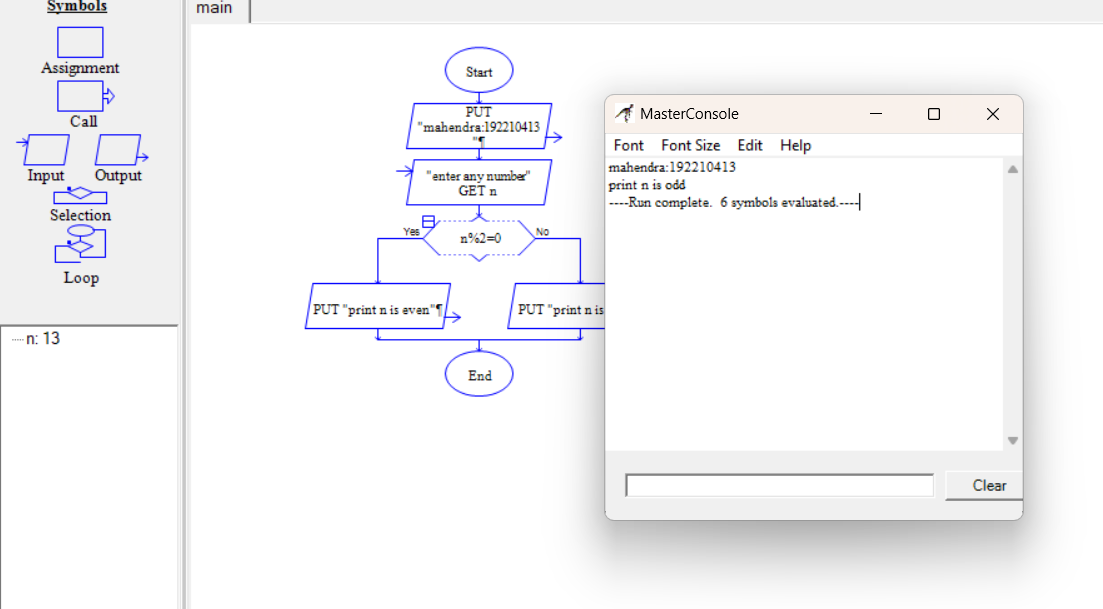 Symbols
Assignment
Call
Input Output
Selection
Loop
n: 13
main
Start
PUT
"mahendra:192210413
"¶
"enter any number"
GET n
Yes
n%2=0
No
PUT "print n is even"¶
PUT "print n is
End
MasterConsole
Font Font Size Edit Help
mahendra:192210413
print n is odd
----Run complete. 6 symbols evaluated.----
Clear